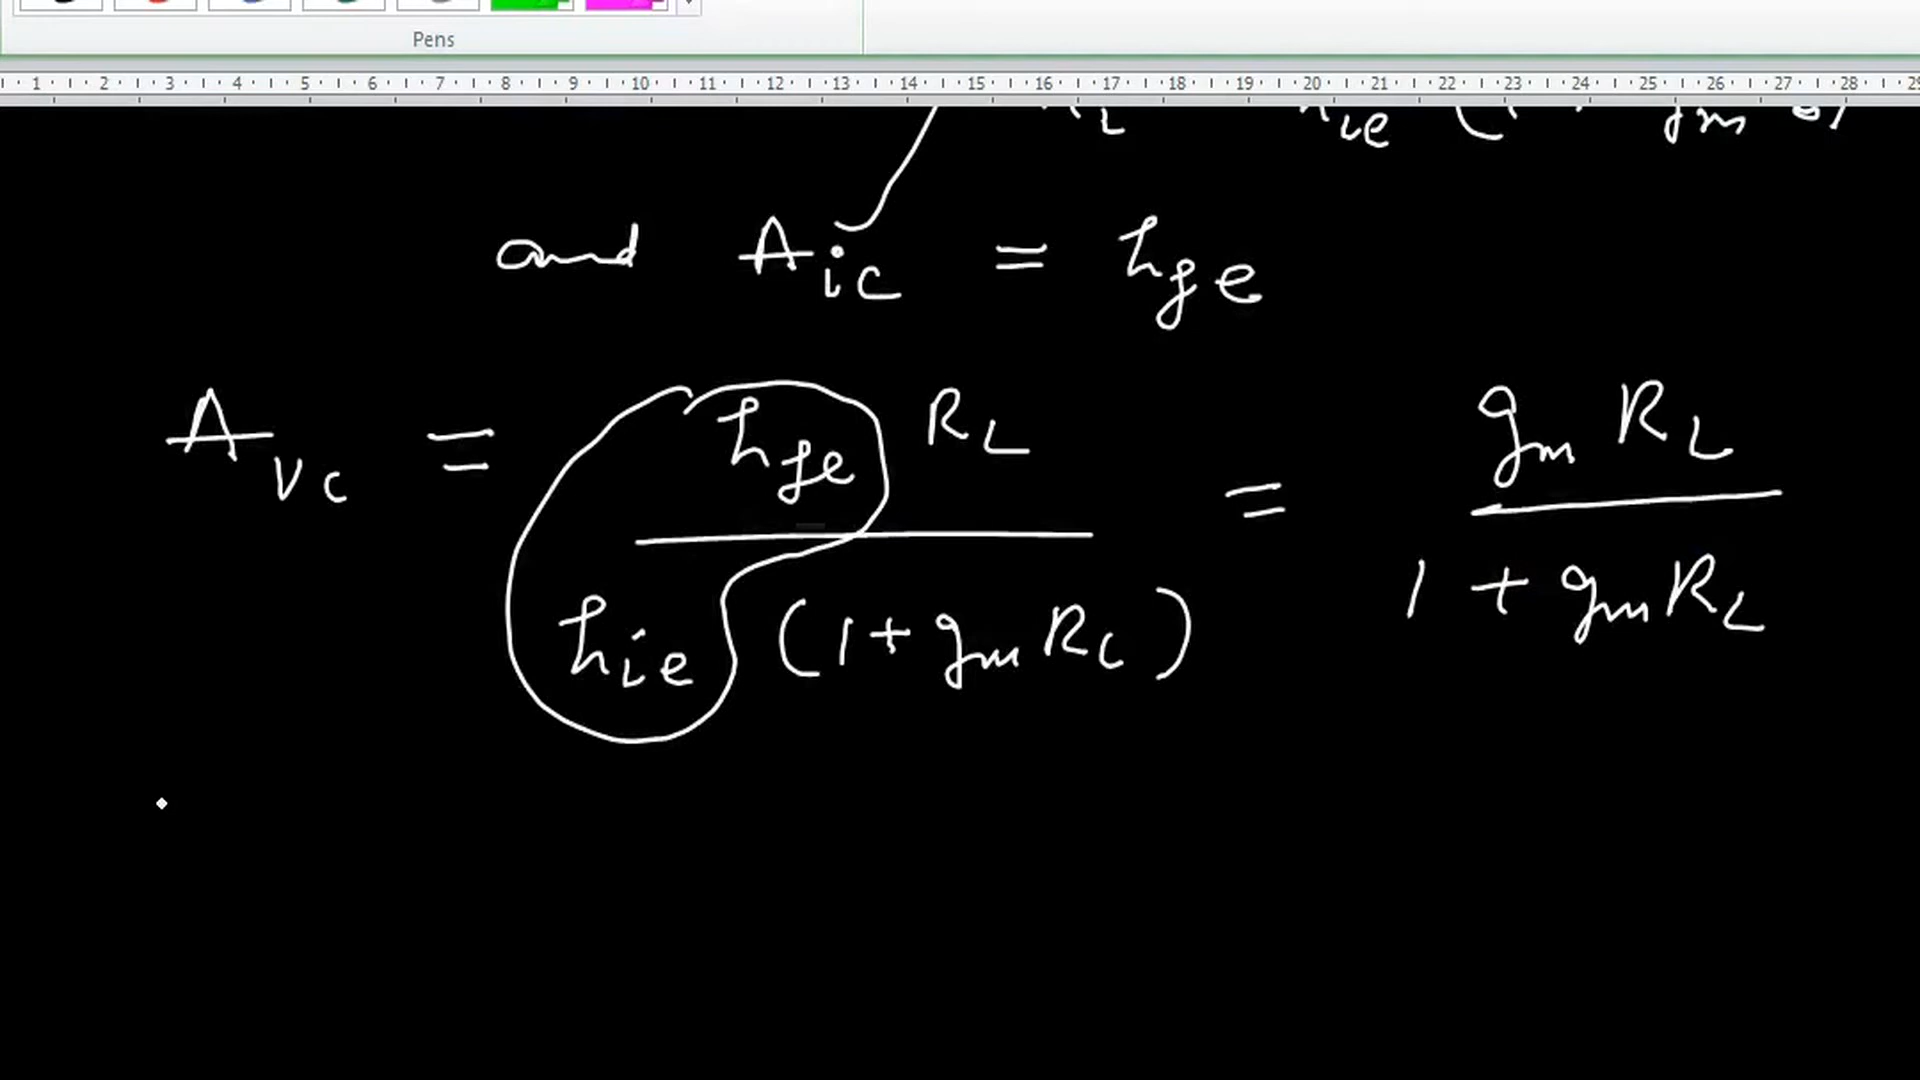 Pens
1 2 3 4 5 6 7 8 9 10 11 12 13 14 15 16 17 18 19 20 21 22 23 24 25 26 27 28 29
and A_ic = h_fe
A_vc = h_fe R_L / h_ie (1 + g_m R_L) = g_m R_L / 1 + g_m R_L